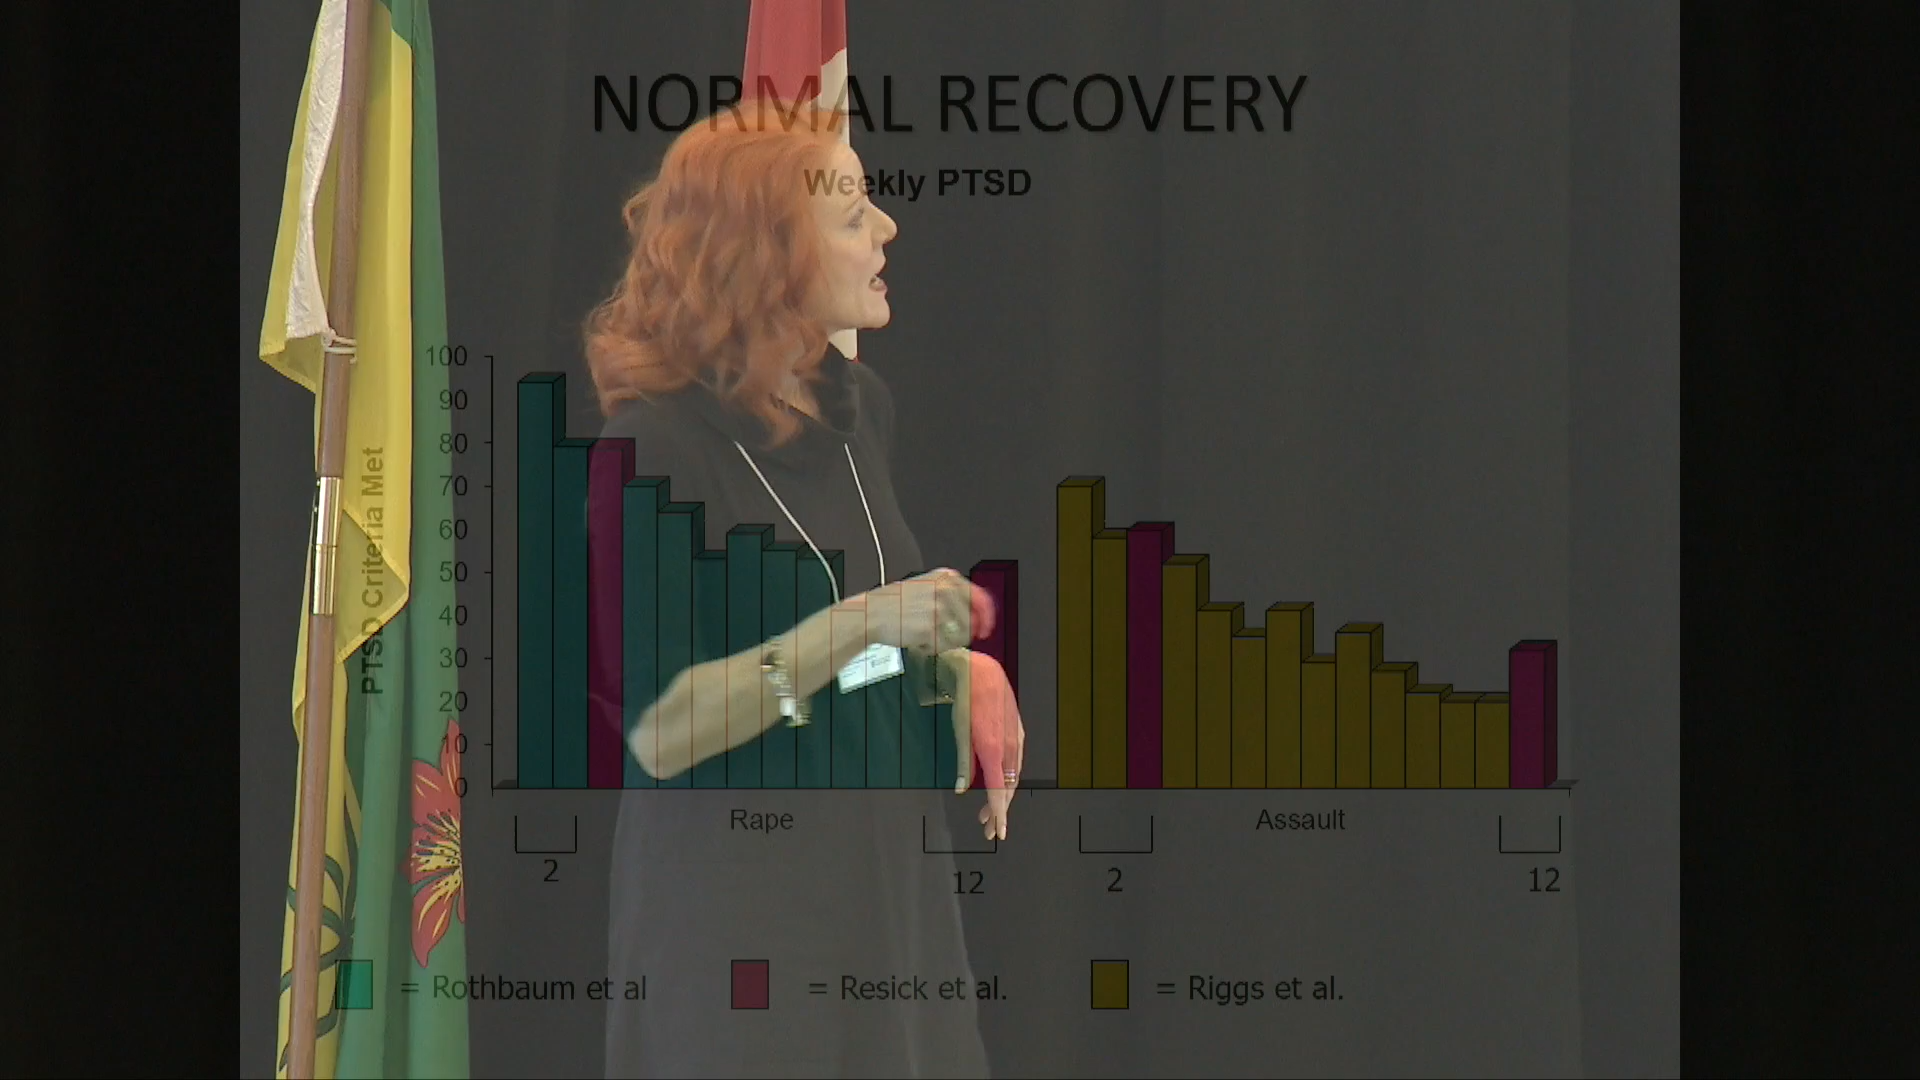 NORMAL RECOVERY
Weekly PTSD
PTSD Criteria Met
100
90
80
70
60
50
40
30
20
10
0
Rape
Assault
2
12
2
12
= Rothbaum et al
= Resick et al.
= Riggs et al.